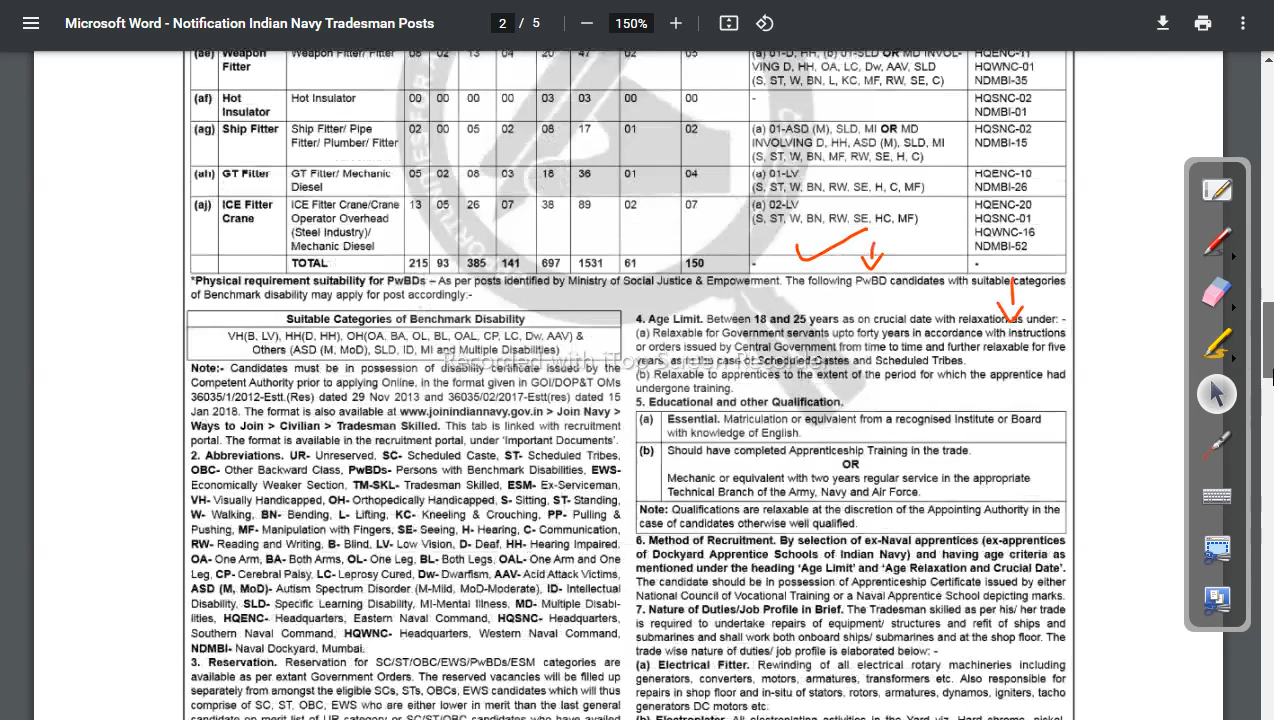 Microsoft Word - Notification Indian Navy Tradesman Posts
2 / 5
150%
(ae) Weapon Weapon Fitter/ Fitter 08 02 13 04 20 47 02 05 (a) 01-D, HH, (b) 01-SLD OR MD INVOL- HQENC-11
Fitter VING D, HH, OA, LC, Dw, AAV, SLD HQWNC-01
(S, ST, W, BN, L, KC, MF, RW, SE, C) NDMBI-35
(af) Hot Hot Insulator 00 00 00 00 03 03 00 00 - HQSNC-02
Insulator NDMBI-01
(ag) Ship Fitter Ship Fitter/ Pipe 02 00 05 02 08 17 01 02 (a) 01-ASD (M), SLD, MI OR MD HQSNC-02
Fitter/ Plumber/ Fitter INVOLVING D, HH, ASD (M), SLD, MI NDMBI-15
(S, ST, W, BN, MF, RW, SE, H, C)
(ah) GT Fitter GT Fitter/ Mechanic 05 02 08 03 18 36 01 04 (a) 01-LV HQENC-10
Diesel (S, ST, W, BN, RW, SE, H, C, MF) NDMBI-26
(aj) ICE Fitter ICE Fitter Crane/Crane 13 05 26 07 38 89 02 07 (a) 02-LV HQENC-20
Crane Operator Overhead (S, ST, W, BN, RW, SE, HC, MF) HQSNC-01
(Steel Industry)/ HQWNC-16
Mechanic Diesel NDMBI-52
TOTAL 215 93 385 141 697 1531 61 150 - -
*Physical requirement suitability for PwBDs – As per posts identified by Ministry of Social Justice & Empowerment. The following PwBD candidates with suitable categories
of Benchmark disability may apply for post accordingly:-
Suitable Categories of Benchmark Disability
VH(B, LV), HH(D, HH), OH(OA, BA, OL, BL, OAL, CP, LC, Dw, AAV) &
Others (ASD (M, MoD), SLD, ID, MI and Multiple Disabilities)
Note:- Candidates must be in possession of disability certificate issued by the
Competent Authority prior to applying Online, in the format given in GOI/DOP&T OMs
36035/1/2012-Estt.(Res) dated 29 Nov 2013 and 36035/02/2017-Estt(res) dated 15
Jan 2018. The format is also available at www.joinindiannavy.gov.in > Join Navy >
Ways to Join > Civilian > Tradesman Skilled. This tab is linked with recruitment
portal. The format is available in the recruitment portal, under 'Important Documents'.
2. Abbreviations. UR- Unreserved, SC- Scheduled Caste, ST- Scheduled Tribes,
OBC- Other Backward Class, PwBDs- Persons with Benchmark Disabilities, EWS-
Economically Weaker Section, TM-SKL- Tradesman Skilled, ESM- Ex-Serviceman,
VH- Visually Handicapped, OH- Orthopedically Handicapped, S- Sitting, ST- Standing,
W- Walking, BN- Bending, L- Lifting, KC- Kneeling & Crouching, PP- Pulling &
Pushing, MF- Manipulation with Fingers, SE- Seeing, H- Hearing, C- Communication,
RW- Reading and Writing, B- Blind, LV- Low Vision, D- Deaf, HH- Hearing Impaired,
OA- One Arm, BA- Both Arms, OL- One Leg, BL- Both Legs, OAL- One Arm and One
Leg, CP- Cerebral Palsy, LC- Leprosy Cured, Dw- Dwarfism, AAV- Acid Attack Victims,
ASD (M, MoD)- Autism Spectrum Disorder (M-Mild, MoD-Moderate), ID- Intellectual
Disability, SLD- Specific Learning Disability, MI-Mental Illness, MD- Multiple Disabi-
lities, HQENC- Headquarters, Eastern Naval Command, HQSNC- Headquarters,
Southern Naval Command, HQWNC- Headquarters, Western Naval Command,
NDMBI- Naval Dockyard, Mumbai.
3. Reservation. Reservation for SC/ST/OBC/EWS/PwBDs/ESM categories are
available as per extant Government Orders. The reserved vacancies will be filled up
separately from amongst the eligible SCs, STs, OBCs, EWS candidates which will thus
comprise of SC, ST, OBC, EWS who are either lower in merit than the last general
candidate on merit list of UR category or SC/ST/OBC candidates who have availed
4. Age Limit. Between 18 and 25 years as on crucial date with relaxation as under: -
(a) Relaxable for Government servants upto forty years in accordance with instructions
or orders issued by Central Government from time to time and further relaxable for five
years, as in the case of Scheduled Castes and Scheduled Tribes.
(b) Relaxable to apprentices to the extent of the period for which the apprentice had
undergone training.
5. Educational and other Qualification.
(a) Essential. Matriculation or equivalent from a recognised Institute or Board
with knowledge of English.
(b) Should have completed Apprenticeship Training in the trade.
OR
Mechanic or equivalent with two years regular service in the appropriate
Technical Branch of the Army, Navy and Air Force.
Note: Qualifications are relaxable at the discretion of the Appointing Authority in the
case of candidates otherwise well qualified.
6. Method of Recruitment. By selection of ex-Naval apprentices (ex-apprentices
of Dockyard Apprentice Schools of Indian Navy) and having age criteria as
mentioned under the heading 'Age Limit' and 'Age Relaxation and Crucial Date'.
The candidate should be in possession of Apprenticeship Certificate issued by either
National Council of Vocational Training or a Naval Apprentice School depicting marks.
7. Nature of Duties/Job Profile in Brief. The Tradesman skilled as per his/ her trade
is required to undertake repairs of equipment/ structures and refit of ships and
submarines and shall work both onboard ships/ submarines and at the shop floor. The
trade wise nature of duties/ job profile is elaborated below: -
(a) Electrical Fitter. Rewinding of all electrical rotary machineries including
generators, converters, motors, armatures, transformers etc. Also responsible for
repairs in shop floor and in-situ of stators, rotors, armatures, dynamos, igniters, tacho
generators DC motors etc.
(b) Electroplater. All electroplating activities in the Yard viz. Hard chrome, nickel,
Recorded with iTop Screen Recorder